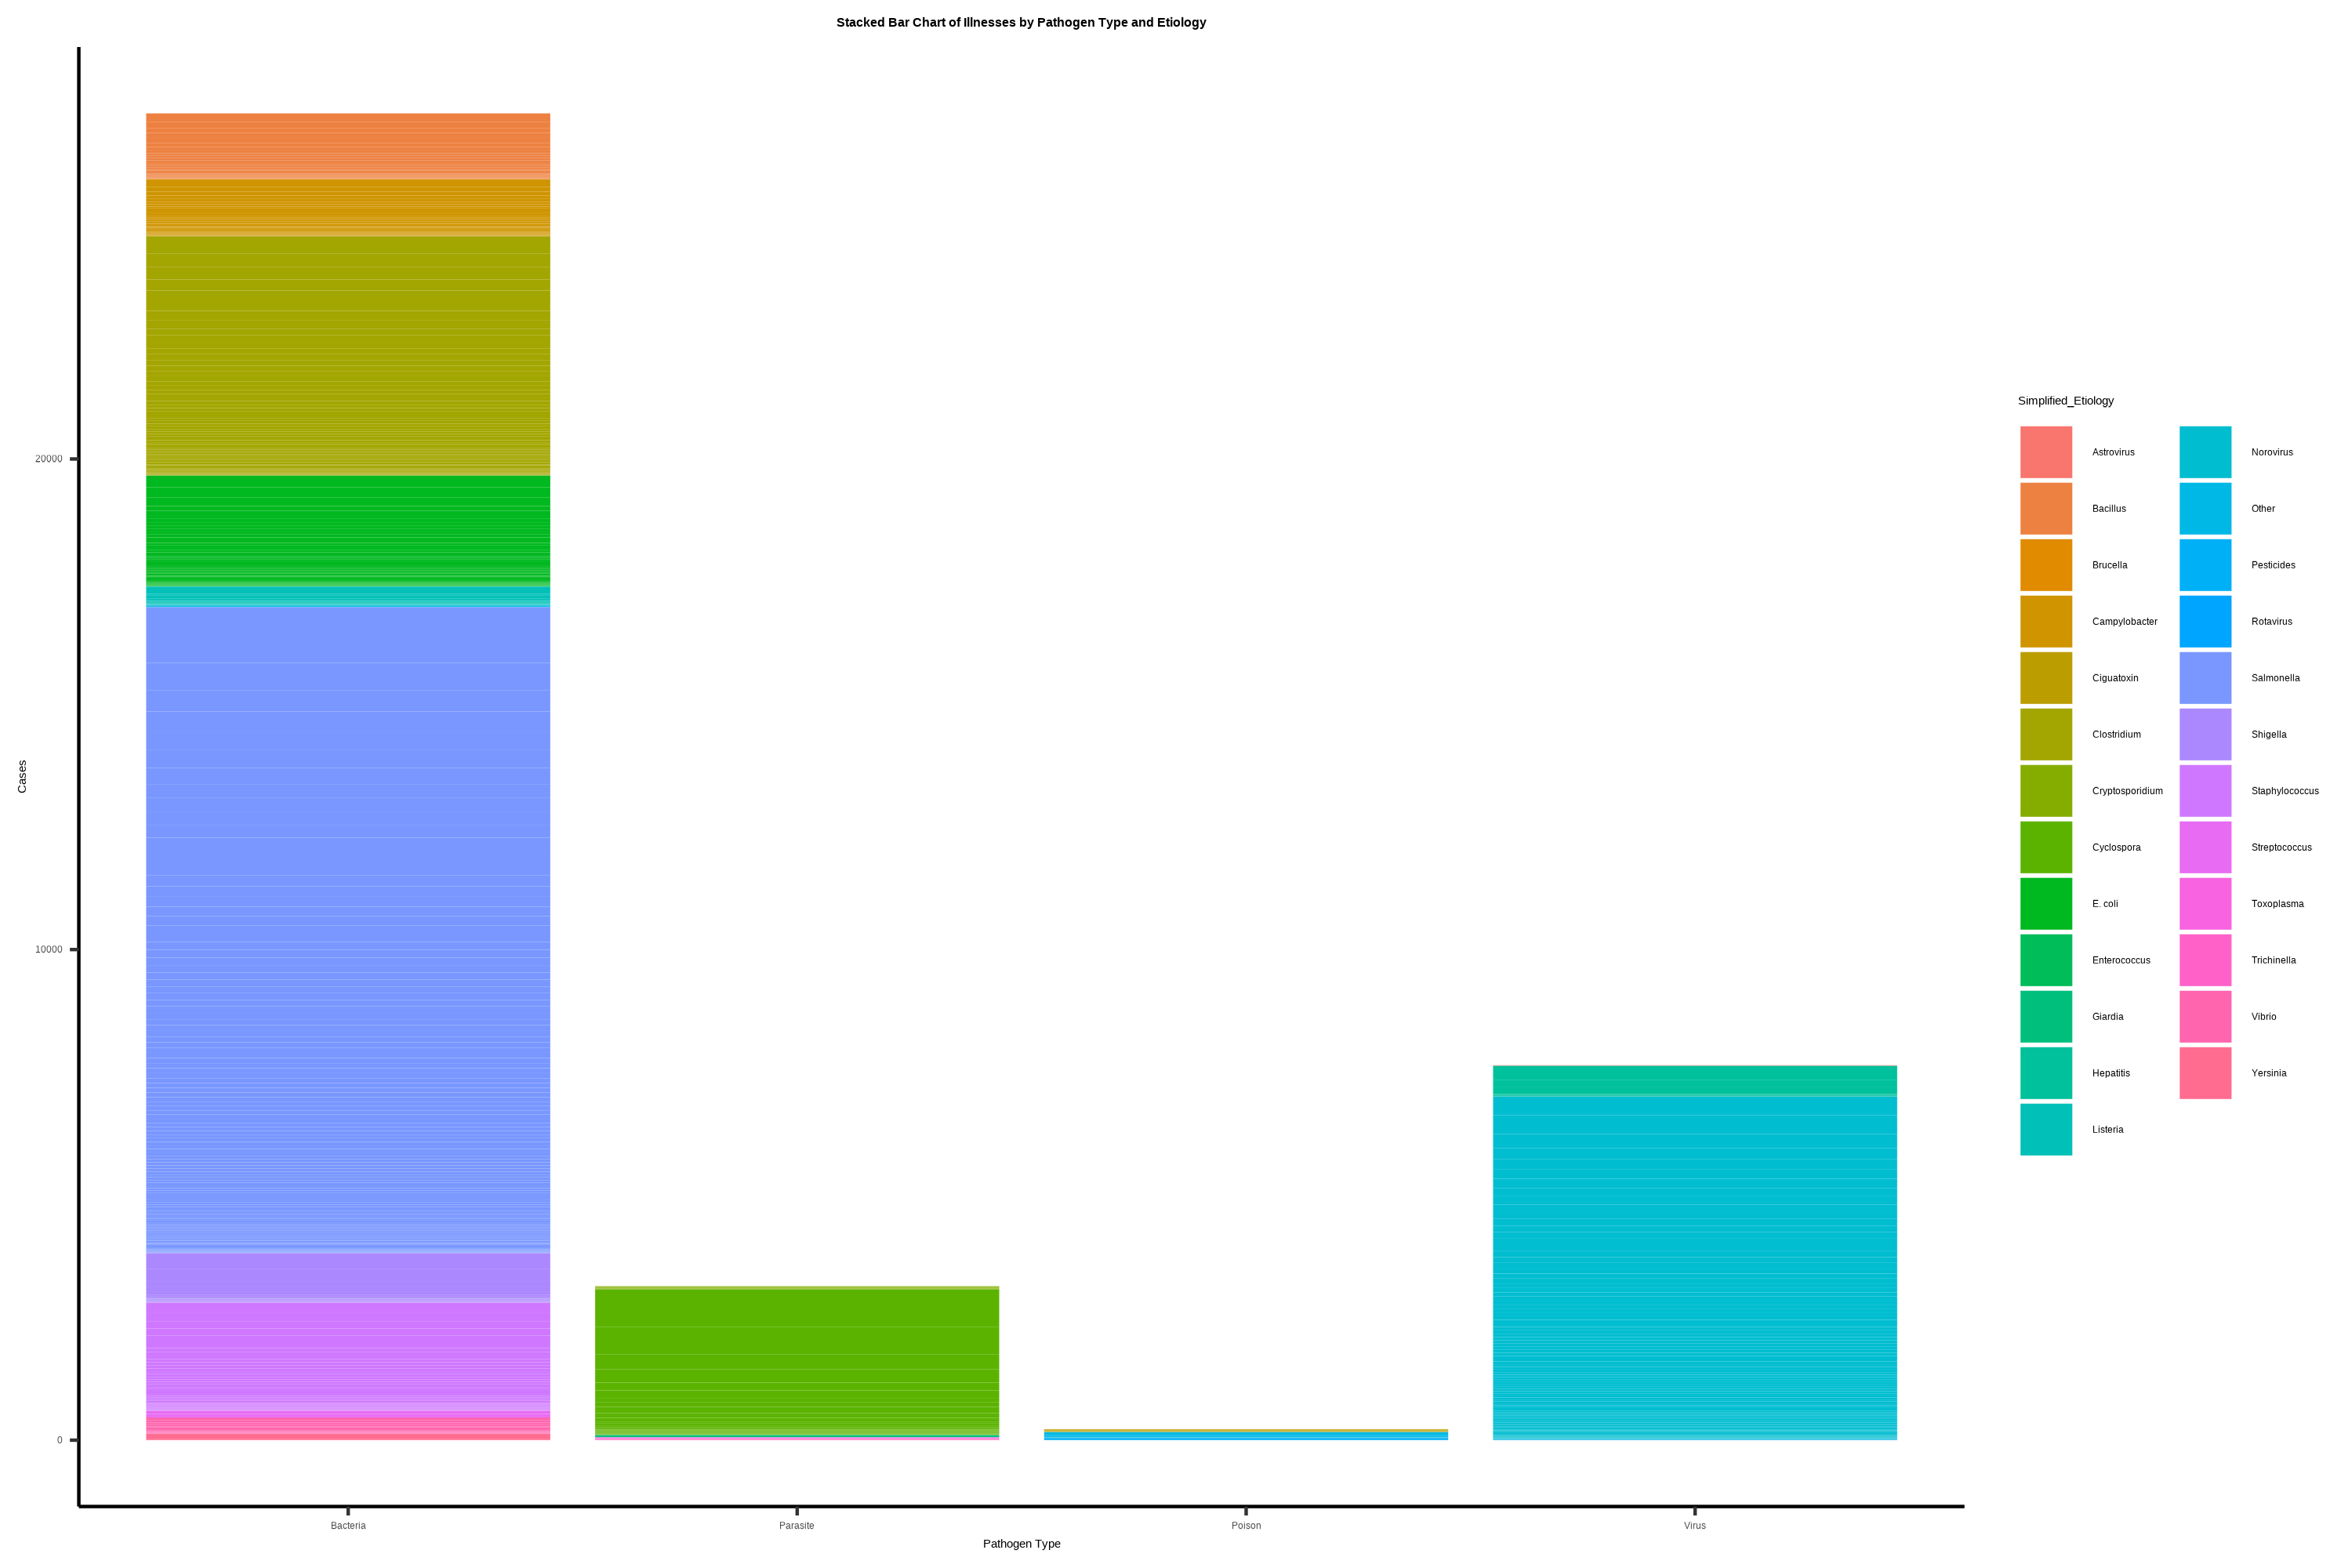 Stacked Bar Chart of Illnesses by Pathogen Type and Etiology
Cases
20000
10000
0
Bacteria
Parasite
Poison
Virus
Pathogen Type
Simplified_Etiology
Astrovirus
Bacillus
Brucella
Campylobacter
Ciguatoxin
Clostridium
Cryptosporidium
Cyclospora
E. coli
Enterococcus
Giardia
Hepatitis
Listeria
Norovirus
Other
Pesticides
Rotavirus
Salmonella
Shigella
Staphylococcus
Streptococcus
Toxoplasma
Trichinella
Vibrio
Yersinia